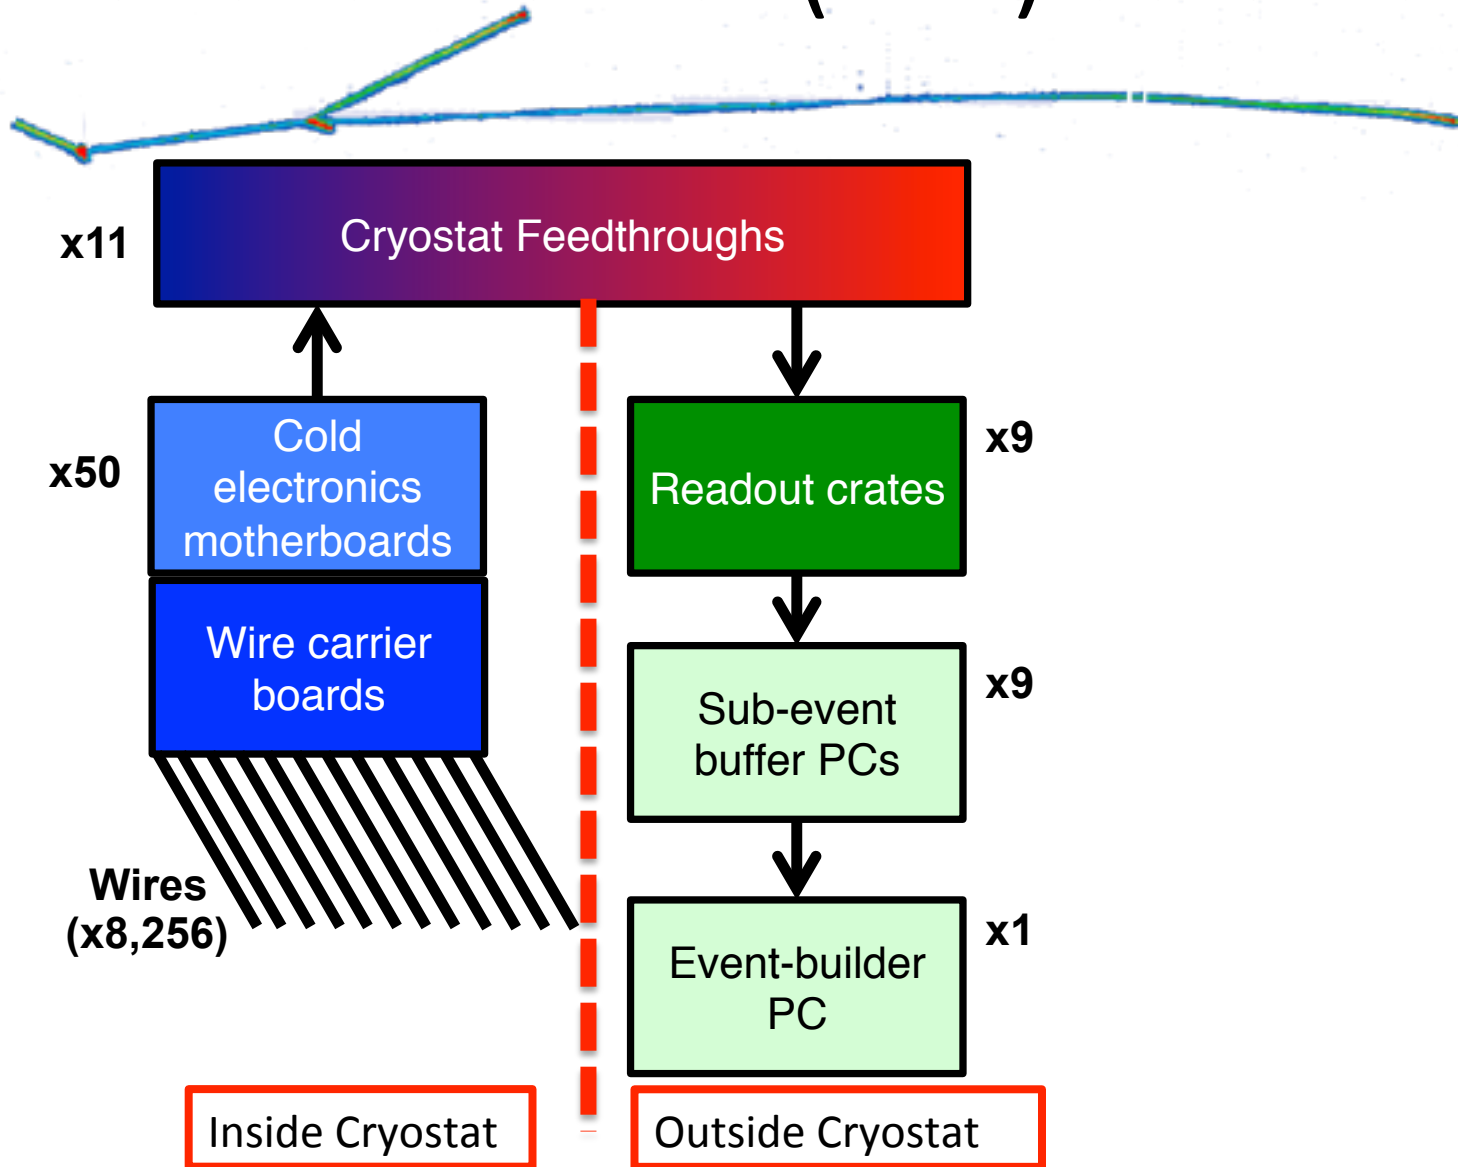 ( )
x11
Cryostat Feedthroughs
x50
Cold
electronics
motherboards
Readout crates
x9
Wire carrier
boards
Sub-event
buffer PCs
x9
Wires
(x8,256)
Event-builder
PC
x1
Inside Cryostat
Outside Cryostat